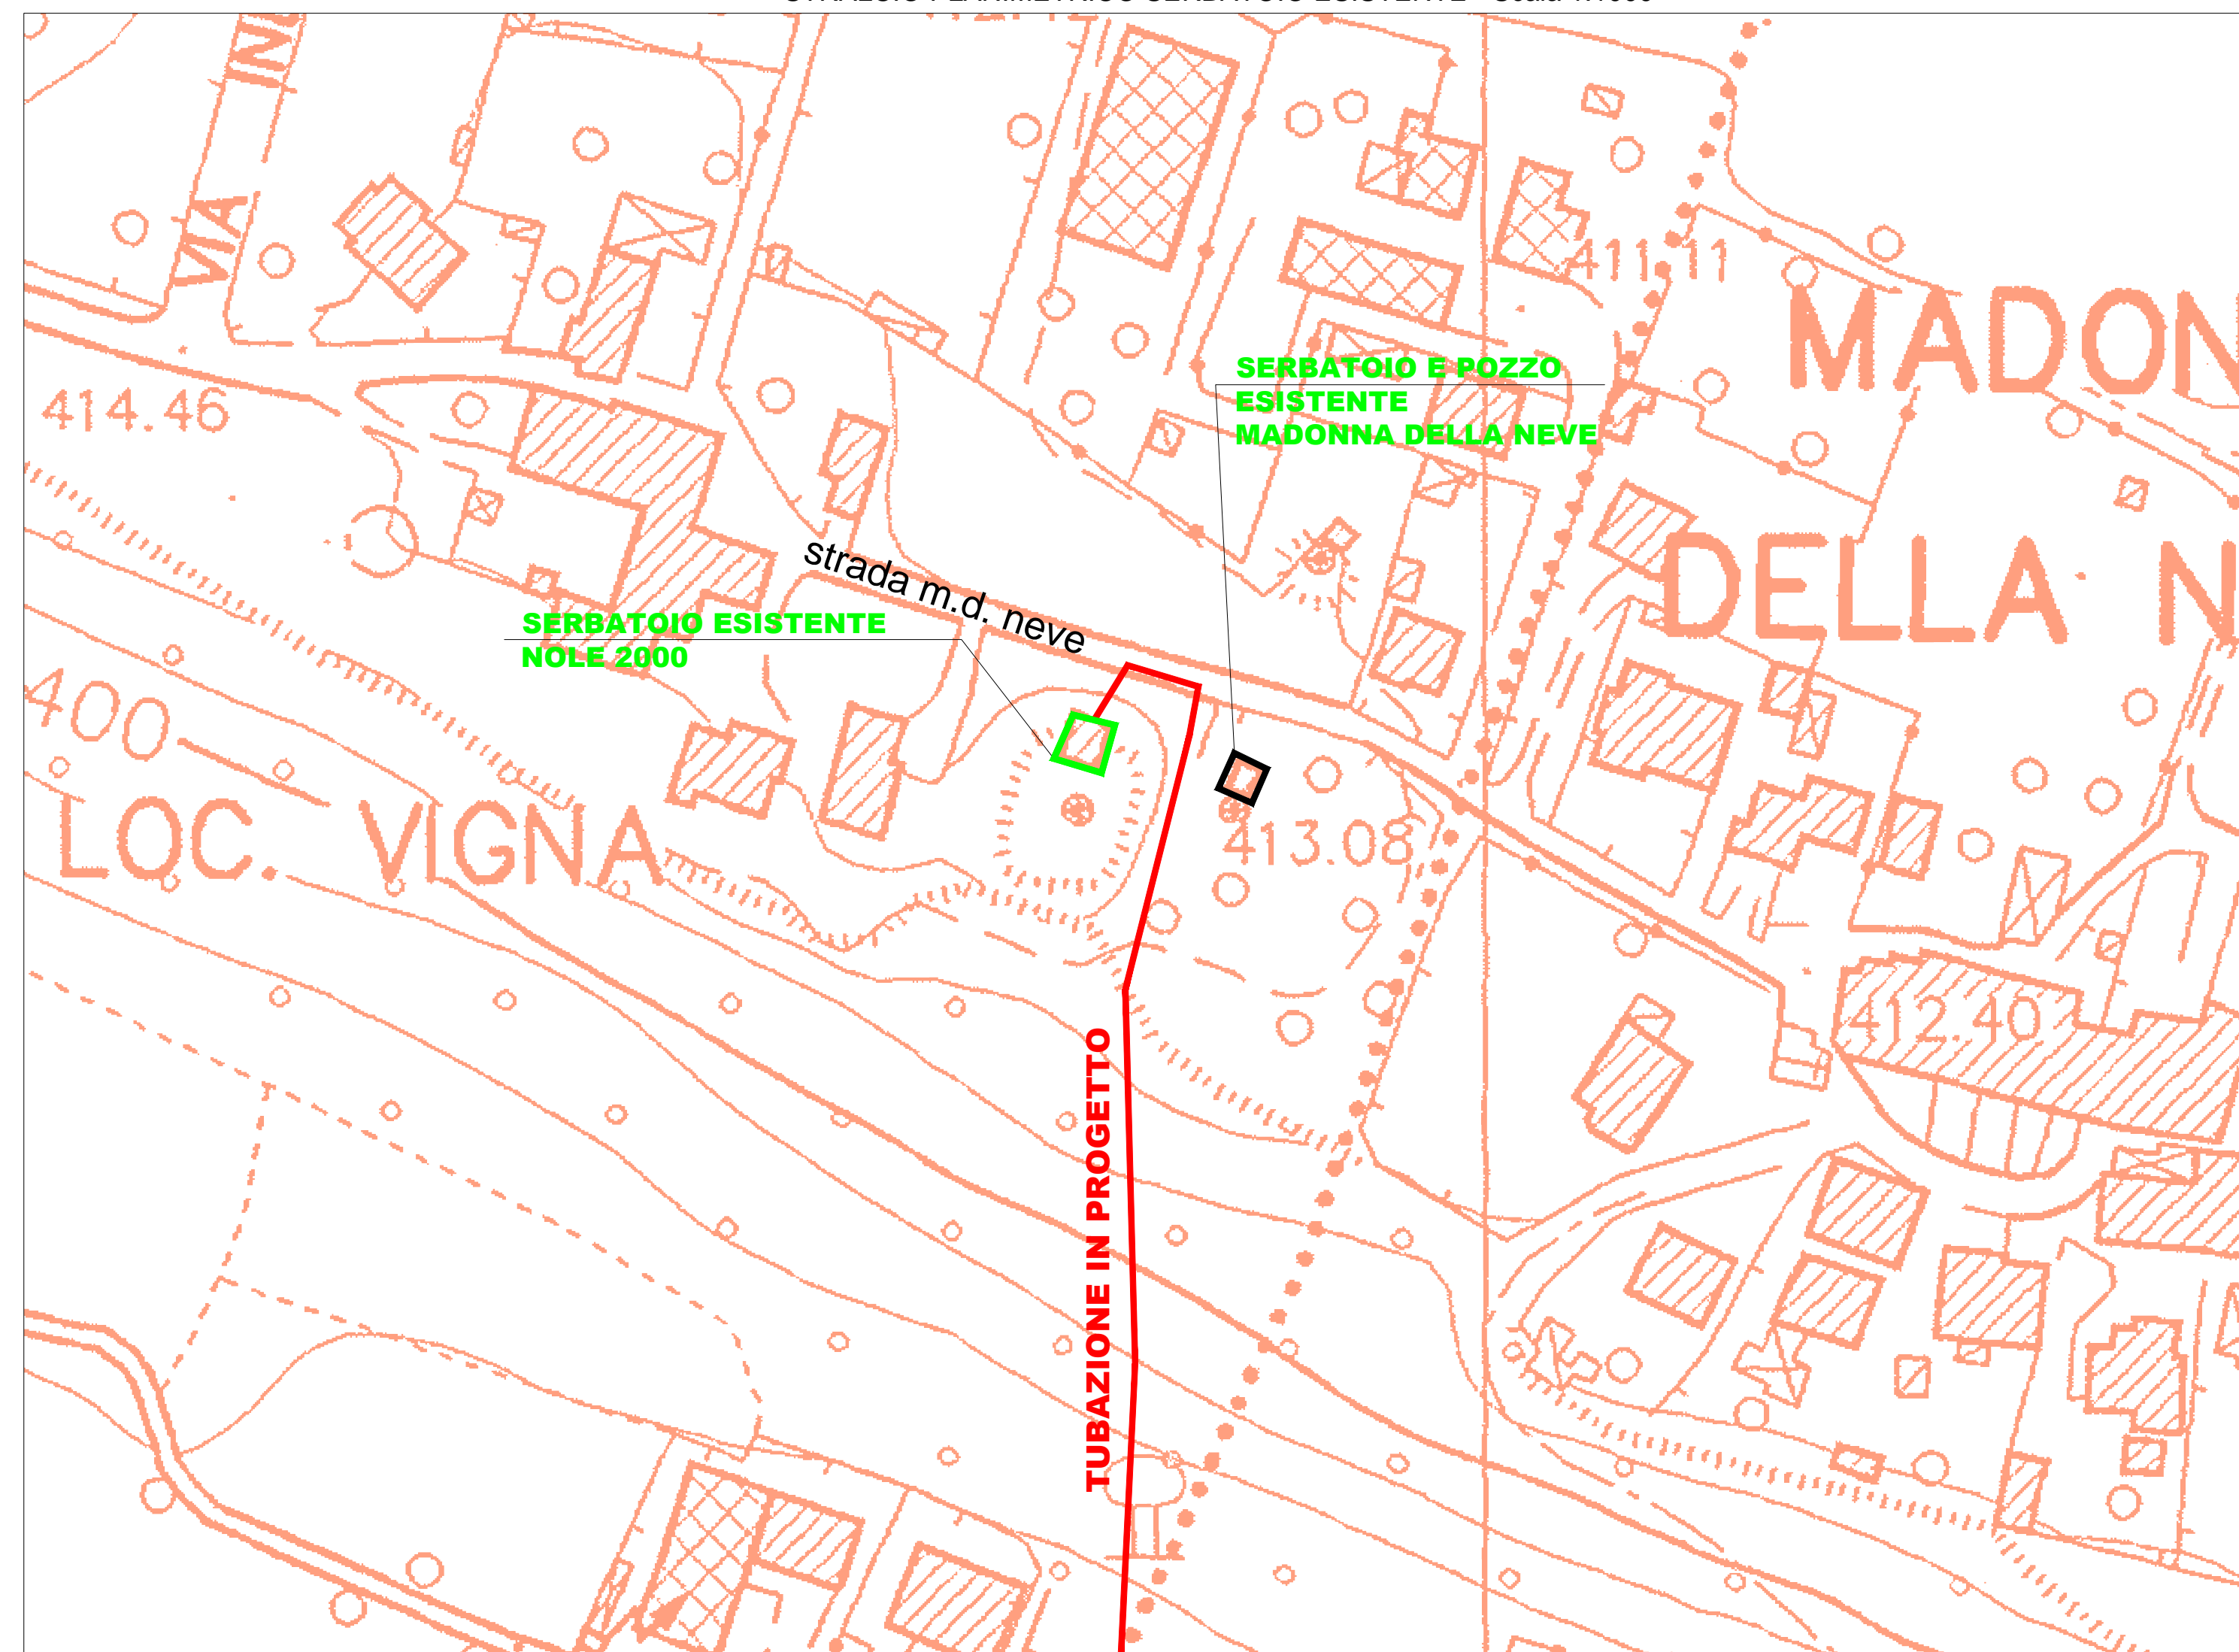 VIA IN
411.11
MADON
414.46
SERBATOIO E POZZO
ESISTENTE
MADONNA DELLA NEVE
DELLA N
strada m.d. neve
SERBATOIO ESISTENTE
NOLE 2000
400
LOC. VIGNA
413.08
412.40
TUBAZIONE IN PROGETTO